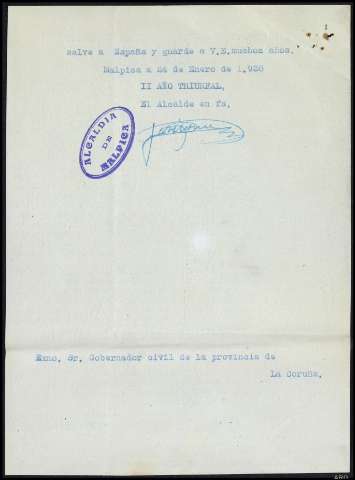 salve a España y guarde a V.E.muchos años.
Malpica a 24 de Enero de 1.938
II AÑO TRIUNFAL,
El Alcalde en fs,
ALCALDIA
DE
MALPICA
Exmo, Sr, Gobernador civil de la provincia de
La Coruña,